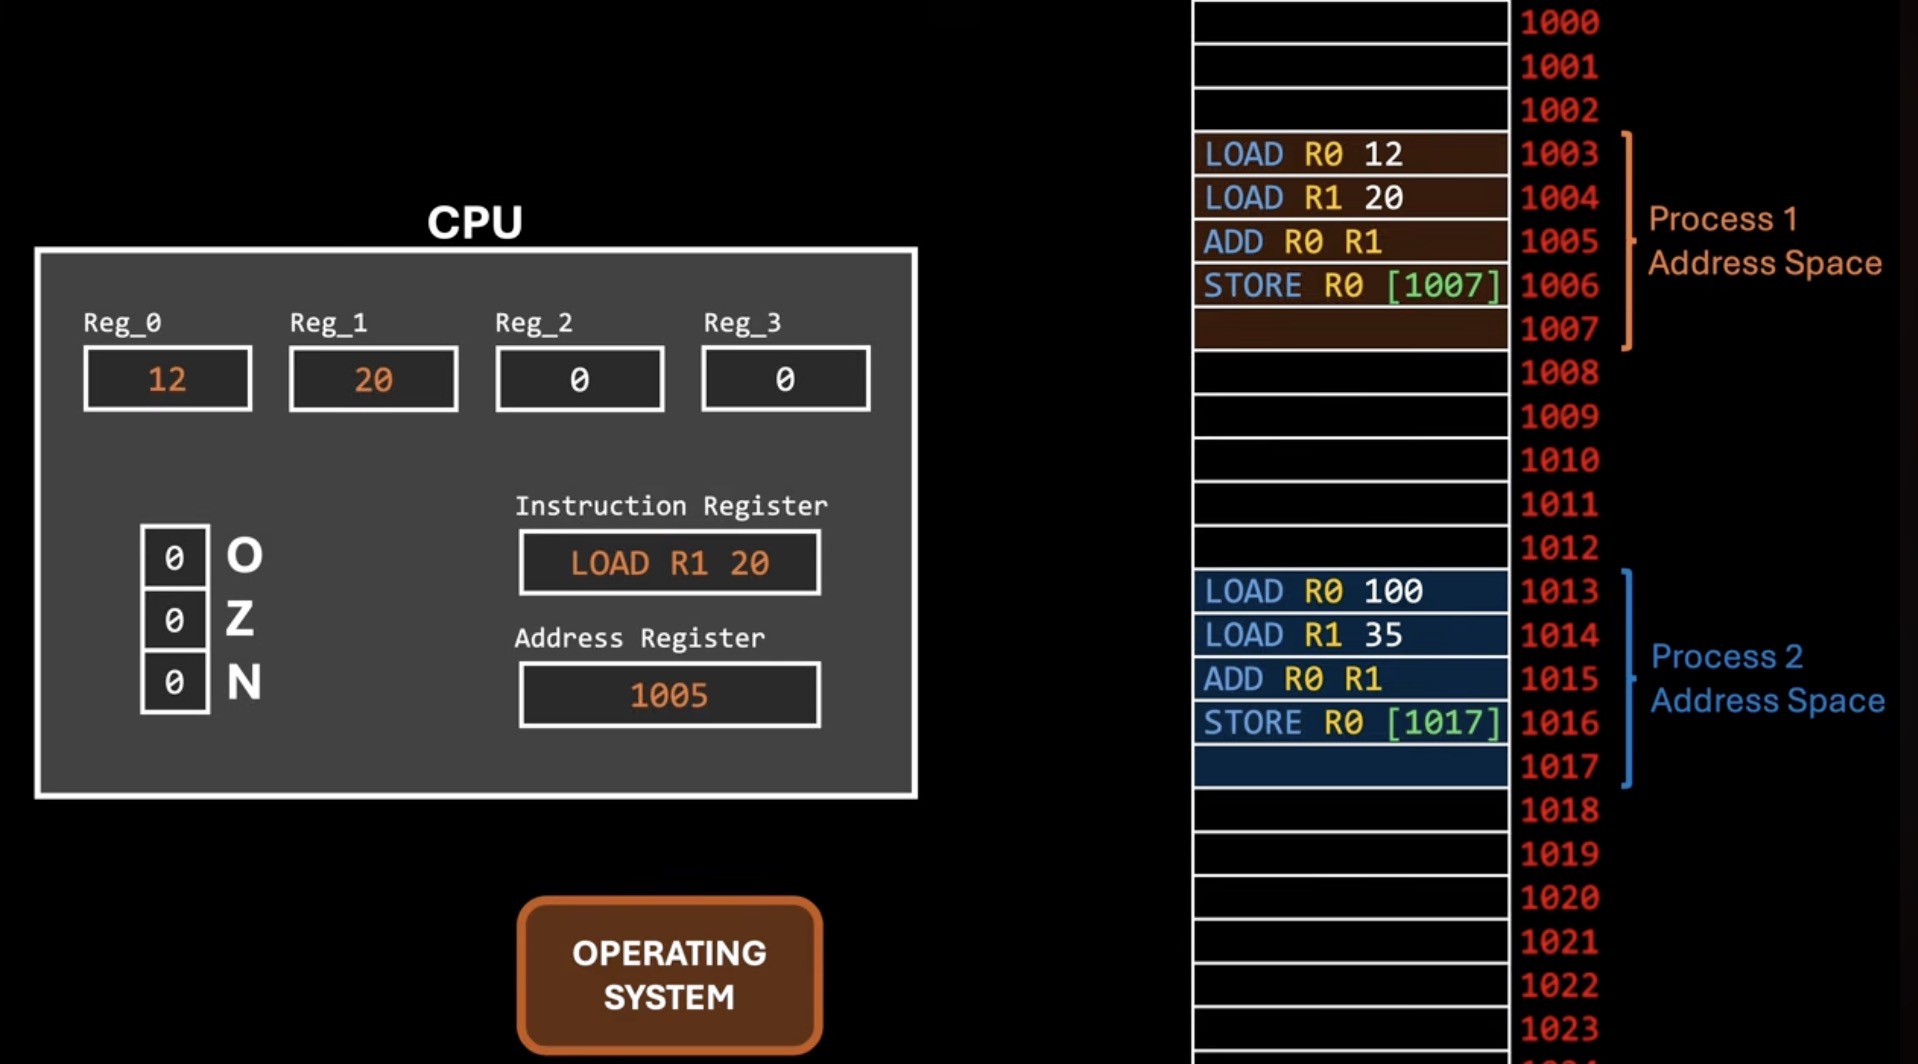 CPU
Reg_0 Reg_1 Reg_2 Reg_3
12 20 0 0
0 O
0 Z
0 N
Instruction Register
LOAD R1 20
Address Register
1005
OPERATING
SYSTEM
1000
1001
1002
LOAD R0 12 1003
LOAD R1 20 1004
ADD R0 R1 1005
STORE R0 [1007] 1006
1007
Process 1
Address Space
1008
1009
1010
1011
1012
LOAD R0 100 1013
LOAD R1 35 1014
ADD R0 R1 1015
STORE R0 [1017] 1016
1017
Process 2
Address Space
1018
1019
1020
1021
1022
1023